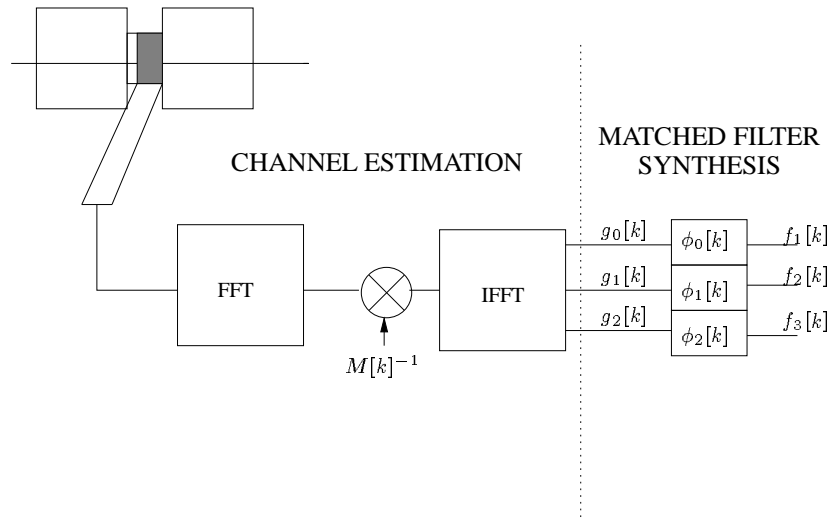 MATCHED FILTER
SYNTHESIS
CHANNEL ESTIMATION
g_0[k] ϕ_0[k] f_1[k]
FFT IFFT g_1[k] ϕ_1[k] f_2[k]
g_2[k] ϕ_2[k] f_3[k]
M[k]^{-1}